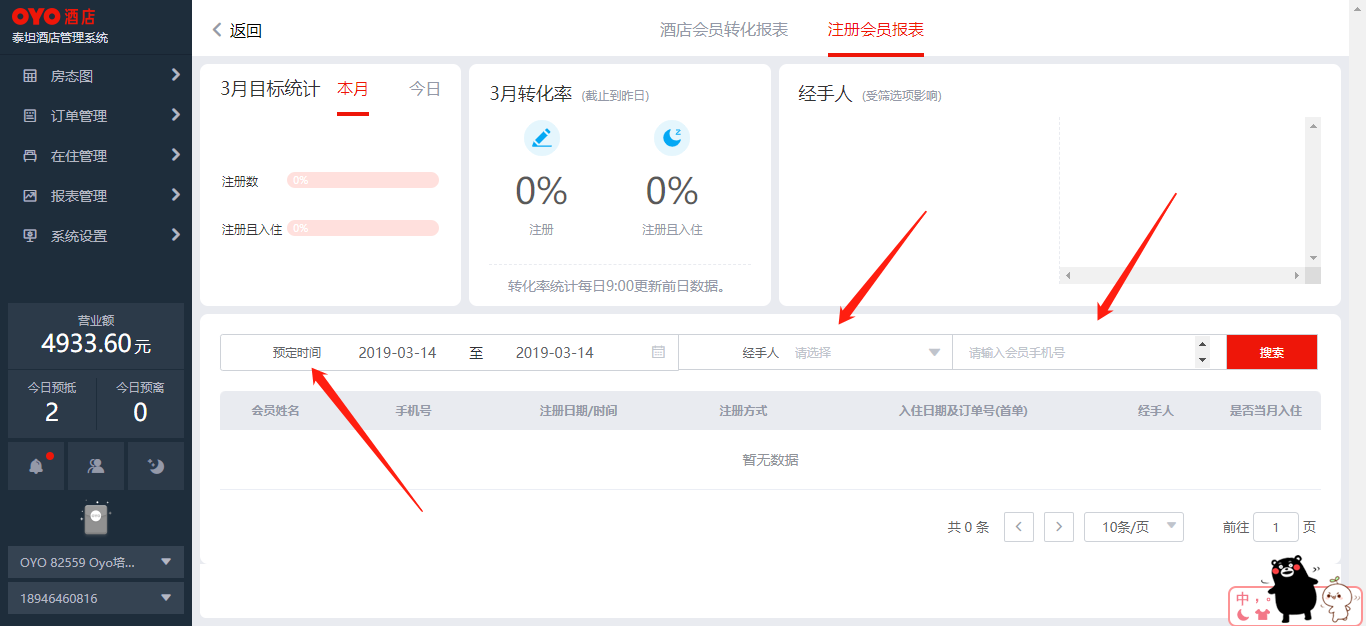 OYO 酒店
泰坦酒店管理系统
房态图
订单管理
在住管理
报表管理
系统设置
营业额
4933.60元
今日预抵 今日预离
2 0
OYO 82559 Oyo培...
18946460816
返回
酒店会员转化报表 注册会员报表
3月目标统计 本月 今日
注册数 0%
注册且入住 0%
3月转化率 (截止到昨日)
0% 0%
注册 注册且入住
转化率统计每日9:00更新前日数据。
经手人 (受筛选项影响)
预定时间 2019-03-14 至 2019-03-14 经手人 请选择 请输入会员手机号 搜索
会员姓名 手机号 注册日期/时间 注册方式 入住日期及订单号(首单) 经手人 是否当月入住
暂无数据
共 0 条 10条/页 前往 1 页
中 ，。